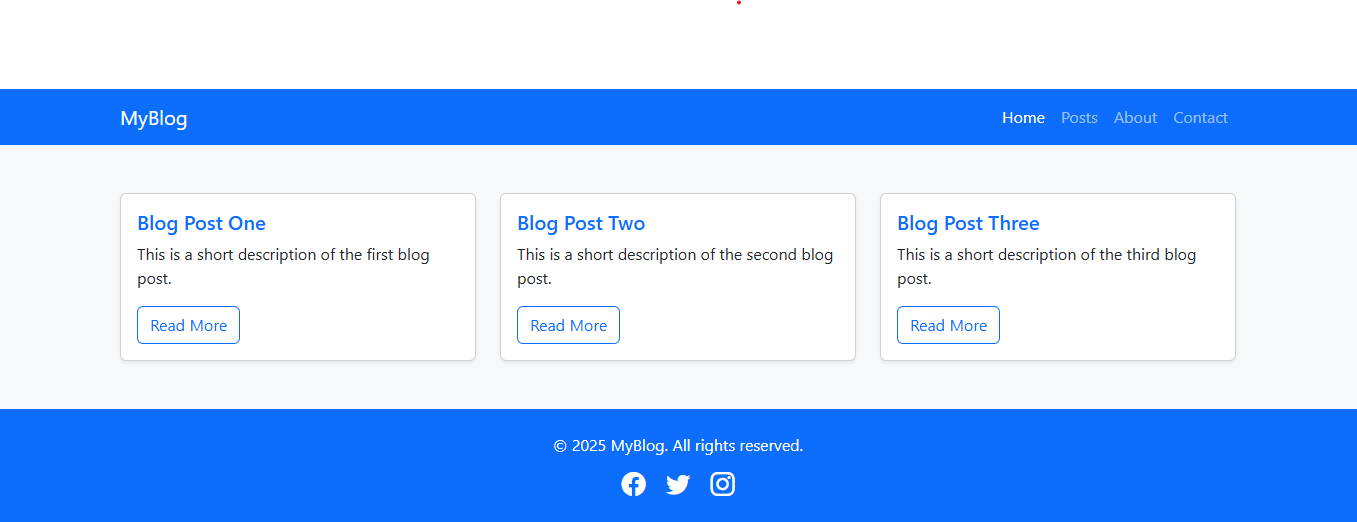 MyBlog
Home Posts About Contact
Blog Post One
This is a short description of the first blog
post.
Read More
Blog Post Two
This is a short description of the second blog
post.
Read More
Blog Post Three
This is a short description of the third blog
post.
Read More
© 2025 MyBlog. All rights reserved.